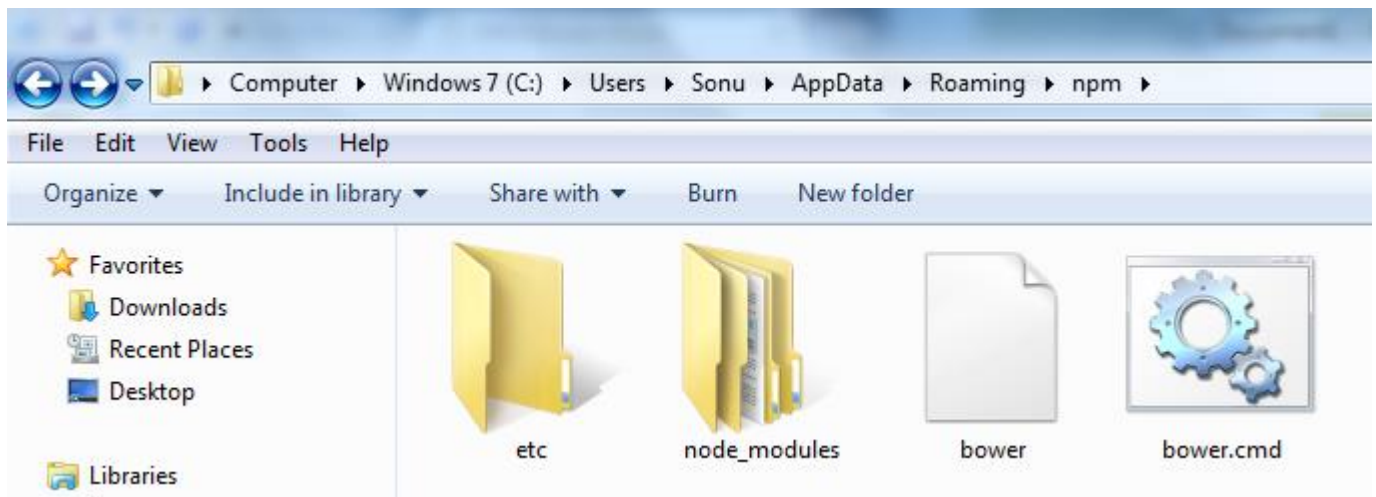 Computer Windows 7 (C:) Users Sonu AppData Roaming npm
File Edit View Tools Help
Organize Include in library Share with Burn New folder
Favorites
Downloads
Recent Places
Desktop
Libraries
etc node_modules bower bower.cmd